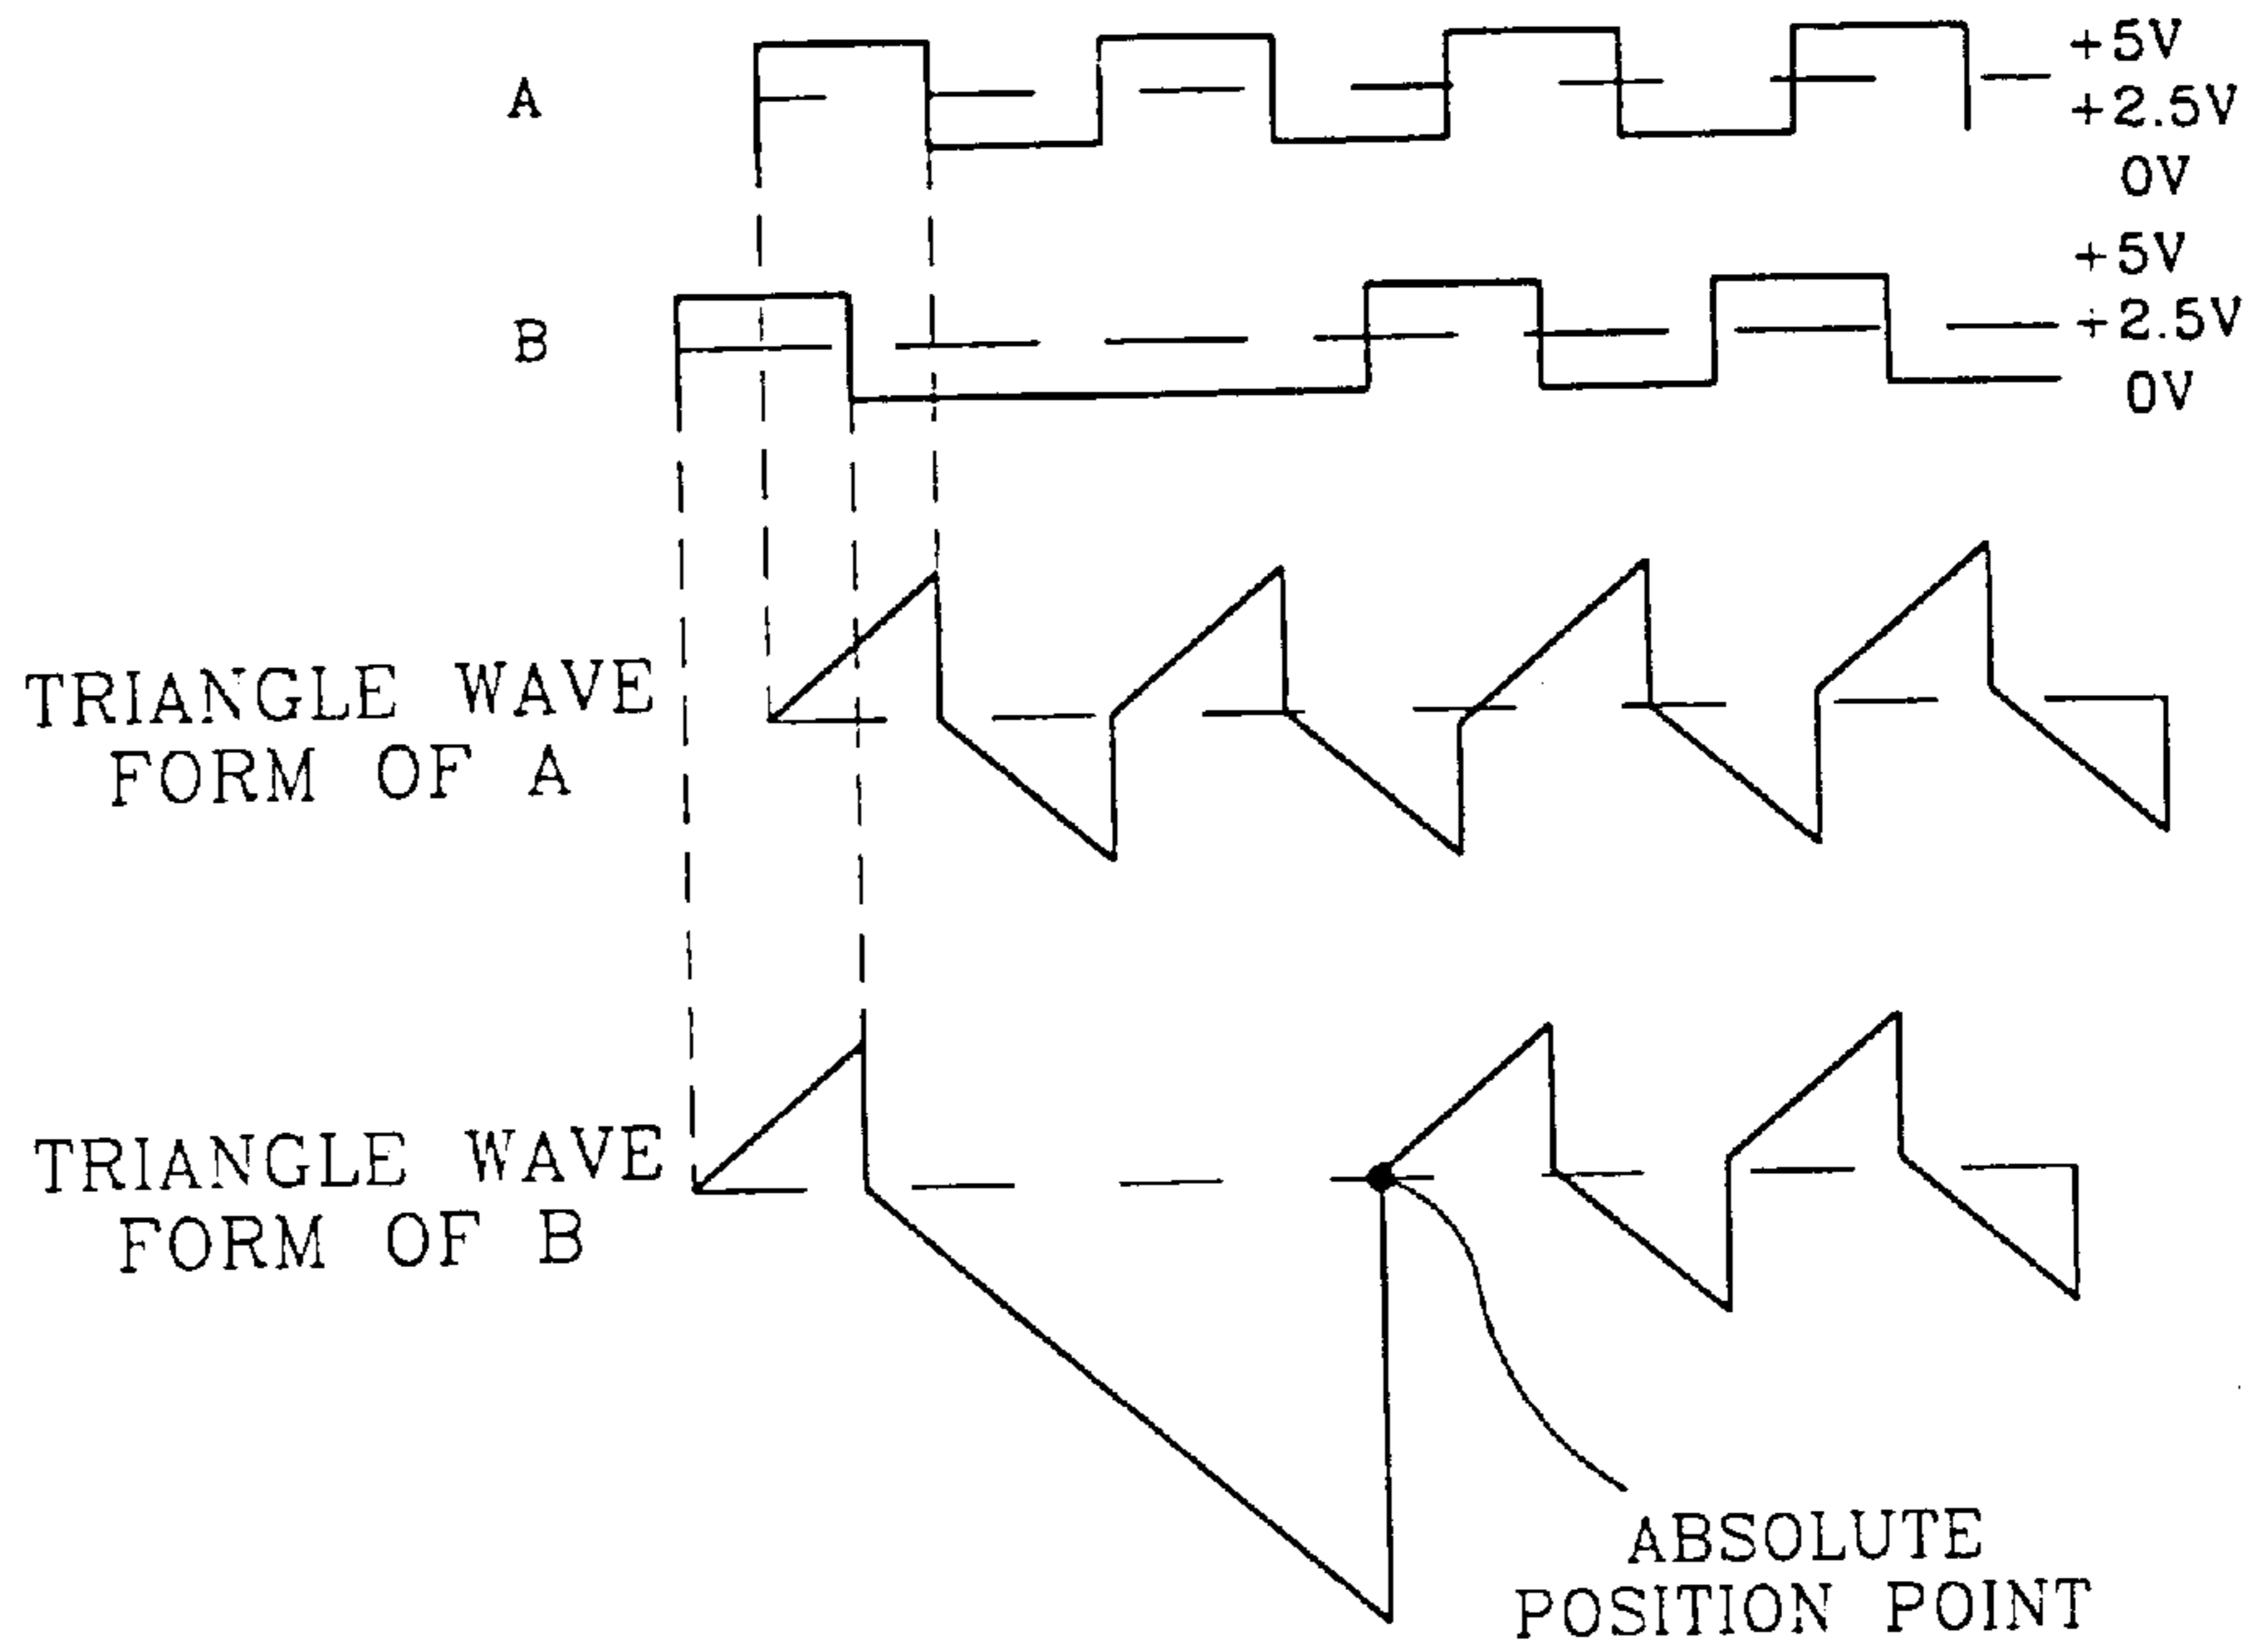 A
+5V
+2.5V
0V
B
+5V
+2.5V
0V
TRIANGLE WAVE
FORM OF A
TRIANGLE WAVE
FORM OF B
ABSOLUTE
POSITION POINT